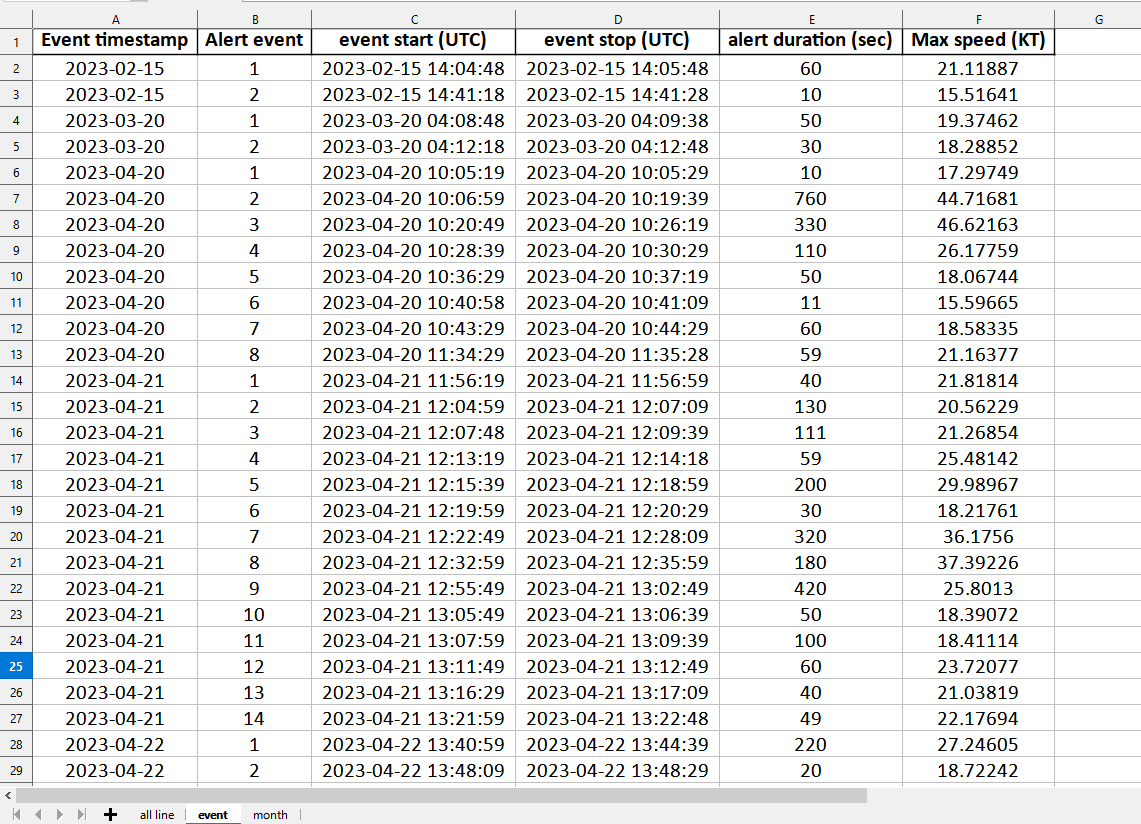 A B C D E F G
1 Event timestamp Alert event event start (UTC) event stop (UTC) alert duration (sec) Max speed (KT)
2 2023-02-15 1 2023-02-15 14:04:48 2023-02-15 14:05:48 60 21.11887
3 2023-02-15 2 2023-02-15 14:41:18 2023-02-15 14:41:28 10 15.51641
4 2023-03-20 1 2023-03-20 04:08:48 2023-03-20 04:09:38 50 19.37462
5 2023-03-20 2 2023-03-20 04:12:18 2023-03-20 04:12:48 30 18.28852
6 2023-04-20 1 2023-04-20 10:05:19 2023-04-20 10:05:29 10 17.29749
7 2023-04-20 2 2023-04-20 10:06:59 2023-04-20 10:19:39 760 44.71681
8 2023-04-20 3 2023-04-20 10:20:49 2023-04-20 10:26:19 330 46.62163
9 2023-04-20 4 2023-04-20 10:28:39 2023-04-20 10:30:29 110 26.17759
10 2023-04-20 5 2023-04-20 10:36:29 2023-04-20 10:37:19 50 18.06744
11 2023-04-20 6 2023-04-20 10:40:58 2023-04-20 10:41:09 11 15.59665
12 2023-04-20 7 2023-04-20 10:43:29 2023-04-20 10:44:29 60 18.58335
13 2023-04-20 8 2023-04-20 11:34:29 2023-04-20 11:35:28 59 21.16377
14 2023-04-21 1 2023-04-21 11:56:19 2023-04-21 11:56:59 40 21.81814
15 2023-04-21 2 2023-04-21 12:04:59 2023-04-21 12:07:09 130 20.56229
16 2023-04-21 3 2023-04-21 12:07:48 2023-04-21 12:09:39 111 21.26854
17 2023-04-21 4 2023-04-21 12:13:19 2023-04-21 12:14:18 59 25.48142
18 2023-04-21 5 2023-04-21 12:15:39 2023-04-21 12:18:59 200 29.98967
19 2023-04-21 6 2023-04-21 12:19:59 2023-04-21 12:20:29 30 18.21761
20 2023-04-21 7 2023-04-21 12:22:49 2023-04-21 12:28:09 320 36.1756
21 2023-04-21 8 2023-04-21 12:32:59 2023-04-21 12:35:59 180 37.39226
22 2023-04-21 9 2023-04-21 12:55:49 2023-04-21 13:02:49 420 25.8013
23 2023-04-21 10 2023-04-21 13:05:49 2023-04-21 13:06:39 50 18.39072
24 2023-04-21 11 2023-04-21 13:07:59 2023-04-21 13:09:39 100 18.41114
25 2023-04-21 12 2023-04-21 13:11:49 2023-04-21 13:12:49 60 23.72077
26 2023-04-21 13 2023-04-21 13:16:29 2023-04-21 13:17:09 40 21.03819
27 2023-04-21 14 2023-04-21 13:21:59 2023-04-21 13:22:48 49 22.17694
28 2023-04-22 1 2023-04-22 13:40:59 2023-04-22 13:44:39 220 27.24605
29 2023-04-22 2 2023-04-22 13:48:09 2023-04-22 13:48:29 20 18.72242
all line event month